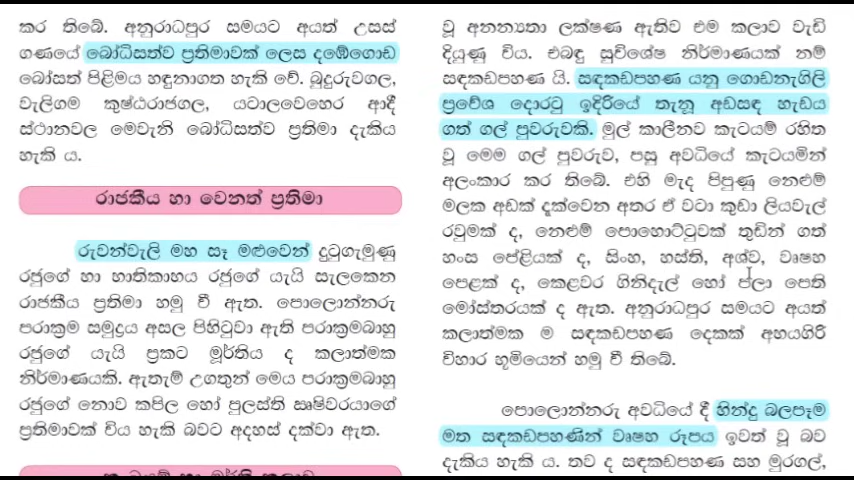 කර තිබේ. අනුරාධපුර සමයට අයත් උසස්
ගණයේ බෝධිසත්ව ප්‍රතිමාවක් ලෙස දඹේගොඩ
බෝසත් පිළිමය හඳුනාගත හැකි වේ. බුදුරුවගල,
වැලිගම කුෂ්ඨරාජගල, යටාලවෙහෙර ආදී
ස්ථානවල මෙවැනි බෝධිසත්ව ප්‍රතිමා දැකිය
හැකි ය.
රාජකීය හා වෙනත් ප්‍රතිමා
රුවන්වැලි මහ සෑ මළුවෙන් දුටුගැමුණු
රජුගේ හා භාතිකාභය රජුගේ යැයි සැලකෙන
රාජකීය ප්‍රතිමා හමු වී ඇත. පොලොන්නරු
පරාක්‍රම සමුද්‍රය අසල පිහිටුවා ඇති පරාක්‍රමබාහු
රජුගේ යැයි ප්‍රකට මූර්තිය ද කලාත්මක
නිර්මාණයකි. ඇතැම් උගතුන් මෙය පරාක්‍රමබාහු
රජුගේ නොව කපිල හෝ පුලස්ති ඍෂිවරයාගේ
ප්‍රතිමාවක් විය හැකි බවට අදහස් දක්වා ඇත.
වූ අනන්‍යතා ලක්ෂණ ඇතිව එම කලාව වැඩි
දියුණු විය. එබඳු සුවිශේෂ නිර්මාණයක් නම්
සඳකඩපහණ යි. සඳකඩපහණ යනු ගොඩනැගිලි
ප්‍රවේශ දොරටු ඉදිරියේ තැනූ අඩසඳ හැඩය
ගත් ගල් පුවරුවකි. මුල් කාලීනව කැටයම් රහිත
වූ මෙම ගල් පුවරුව, පසු අවධියේ කැටයමින්
අලංකාර කර තිබේ. එහි මැද පිපුණු නෙළුම්
මලක අඩක් දක්වෙන අතර ඒ වටා කුඩා ලියවැල්
රවුමක් ද, නෙළුම් පොහොට්ටුවක් තුඩින් ගත්
හංස පේළියක් ද, සිංහ, හස්ති, අශ්ව, වෘෂභ
පෙළක් ද, කෙළවර ගිනිදැල් හෝ පලා පෙති
මෝස්තරයක් ද ඇත. අනුරාධපුර සමයට අයත්
කලාත්මක ම සඳකඩපහණ දෙකක් අභයගිරි
විහාර භූමියෙන් හමු වී තිබේ.
පොලොන්නරු අවධියේ දී හින්දු බලපෑම
මත සඳකඩපහණින් වෘෂභ රූපය ඉවත් වූ බව
දැකිය හැකි ය. තව ද සඳකඩපහණ සහ මුරගල්,